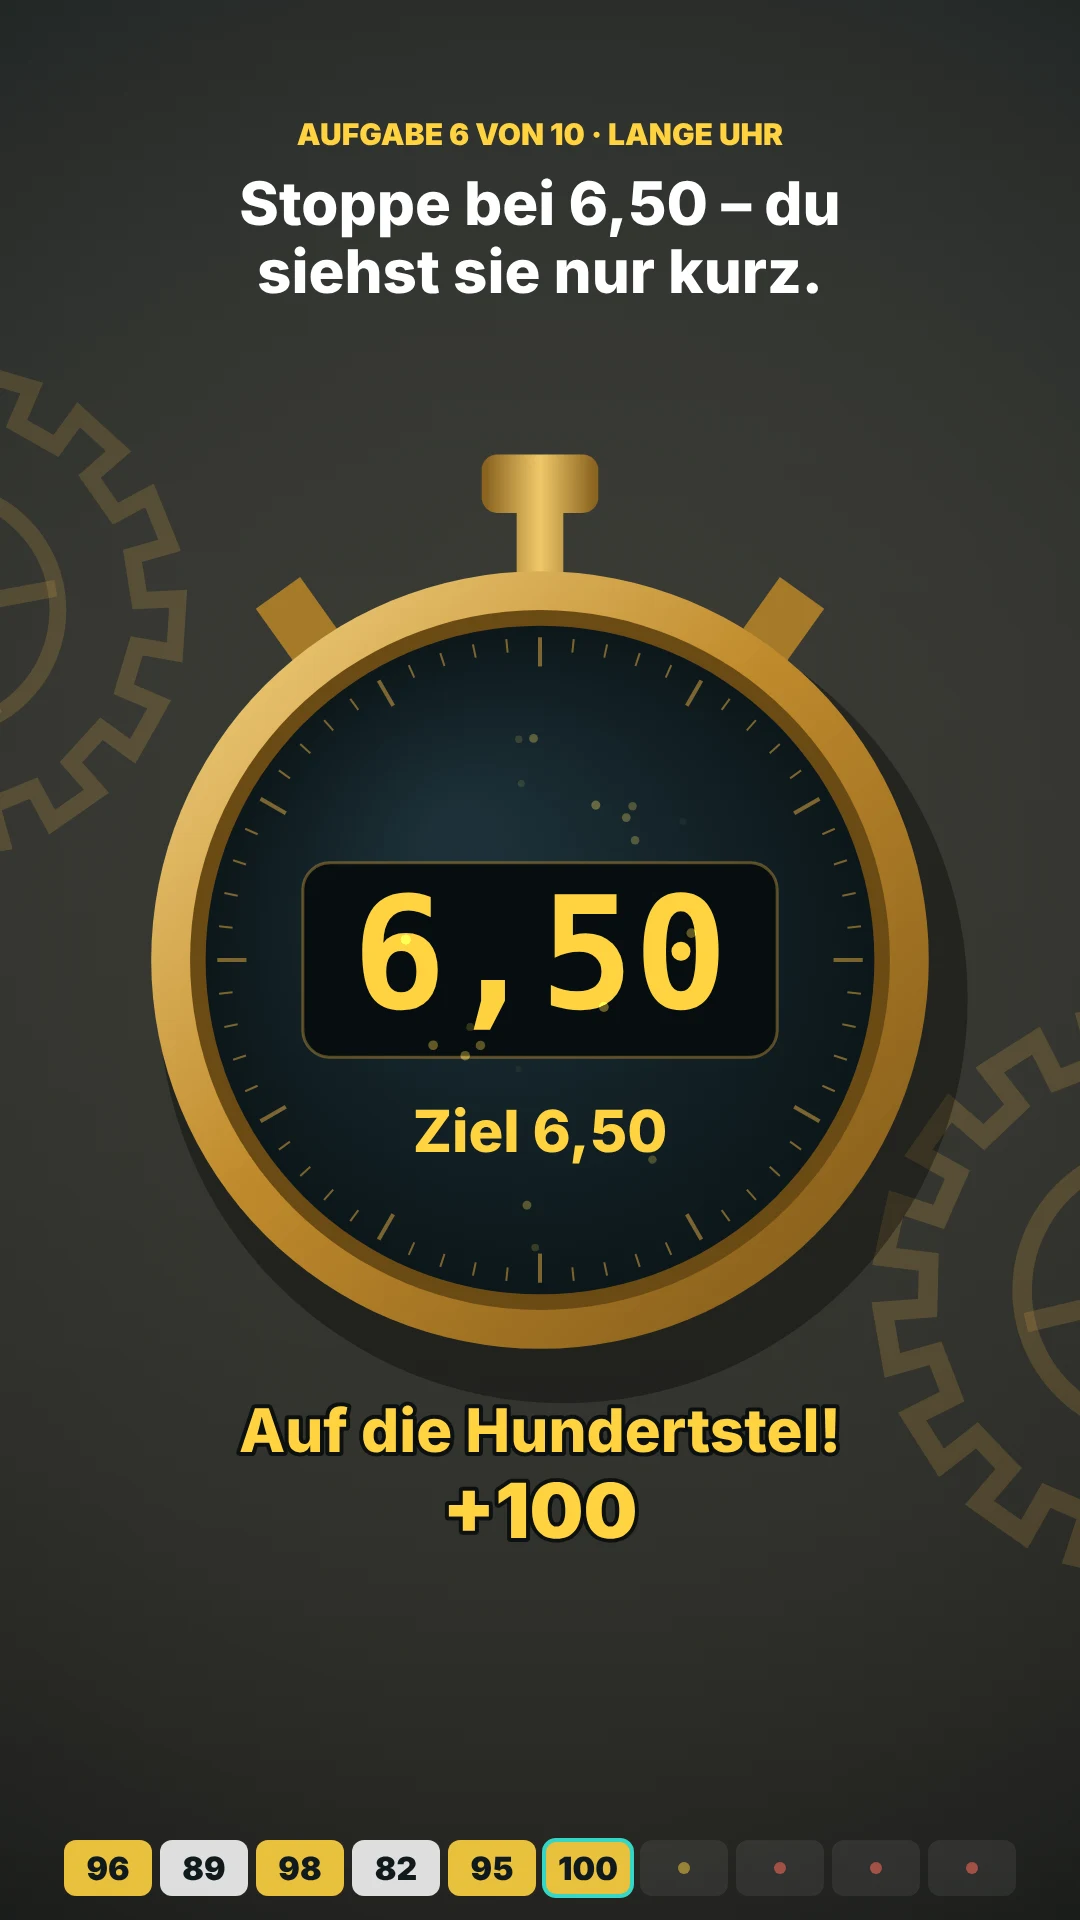 AUFGABE 6 VON 10 · LANGE UHR
Stoppe bei 6,50 – du
siehst sie nur kurz.
6,50
Ziel 6,50
Auf die Hundertstel!
+100
96 89 98 82 95 100